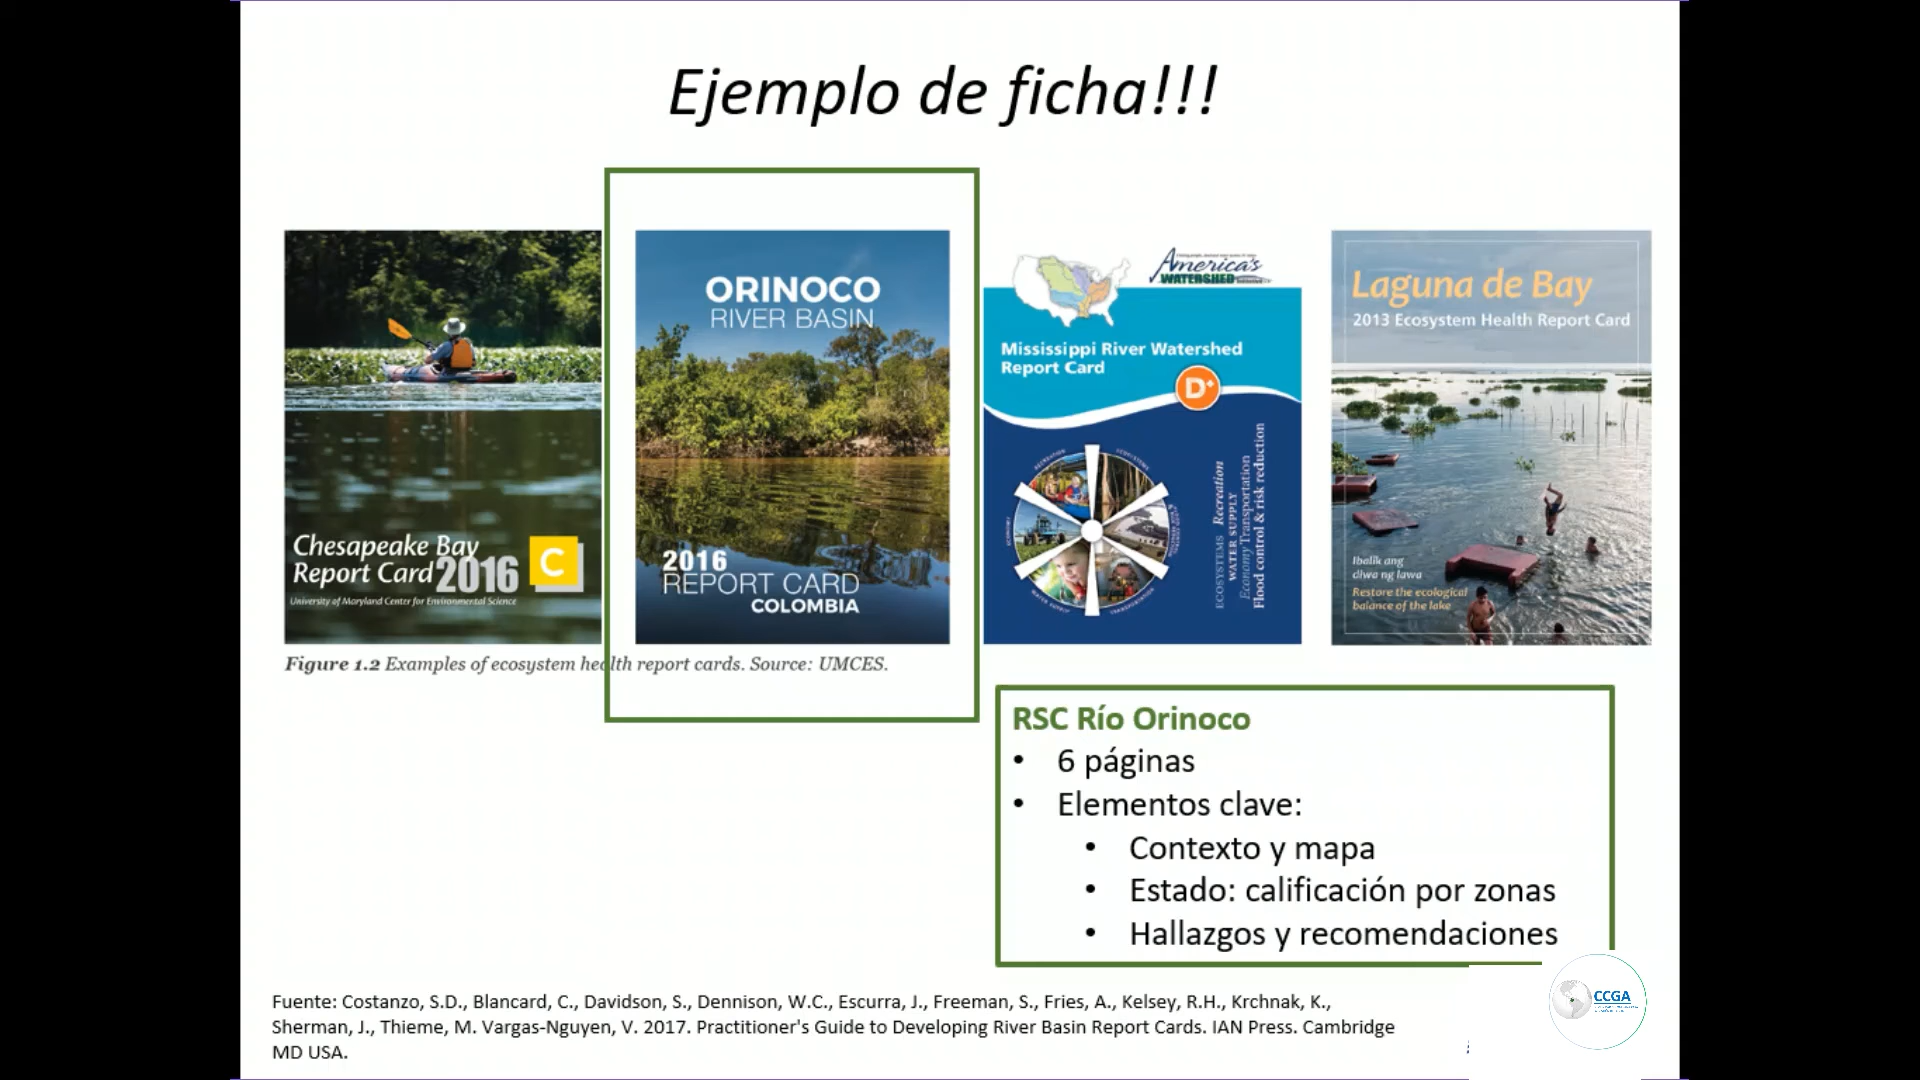 Ejemplo de ficha!!!
Chesapeake Bay
Report Card 2016
C
University of Maryland Center for Environmental Science
ORINOCO
RIVER BASIN
2016
REPORT CARD
COLOMBIA
America's
WATERSHED
Mississippi River Watershed
Report Card
D+
RECREATION
ECOSYSTEMS
TRANSPORTATION
WATER SUPPLY
ECONOMY
ECOSYSTEMS Recreation
WATER SUPPLY
Economy Transportation
Flood control & risk reduction
Laguna de Bay
2013 Ecosystem Health Report Card
Ibalik ang
diwa ng lawa
Restore the ecological
balance of the lake
Figure 1.2 Examples of ecosystem health report cards. Source: UMCES.
RSC Río Orinoco
• 6 páginas
• Elementos clave:
• Contexto y mapa
• Estado: calificación por zonas
• Hallazgos y recomendaciones
Fuente: Costanzo, S.D., Blancard, C., Davidson, S., Dennison, W.C., Escurra, J., Freeman, S., Fries, A., Kelsey, R.H., Krchnak, K.,
Sherman, J., Thieme, M. Vargas-Nguyen, V. 2017. Practitioner's Guide to Developing River Basin Report Cards. IAN Press. Cambridge
MD USA.
CCGA